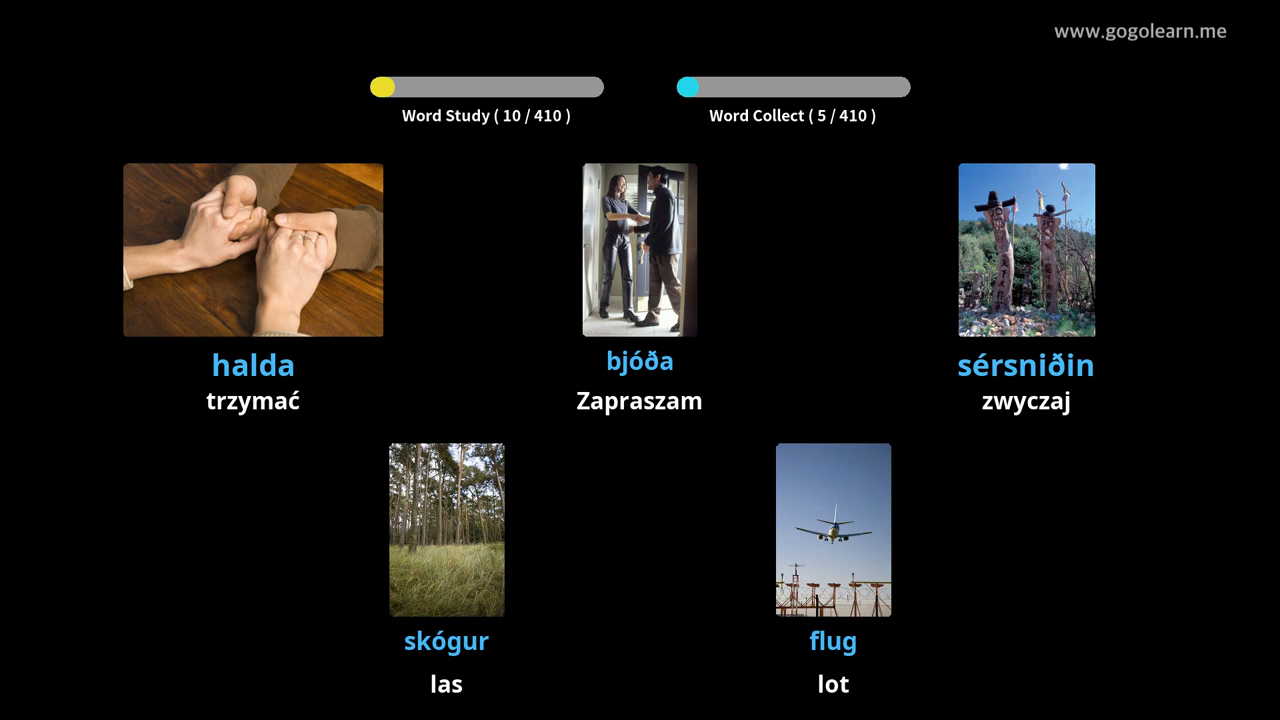 www.gogolearn.me
Word Study ( 10 / 410 )
Word Collect ( 5 / 410 )
halda
trzymać
bjóða
Zapraszam
sérsniðin
zwyczaj
skógur
las
flug
lot